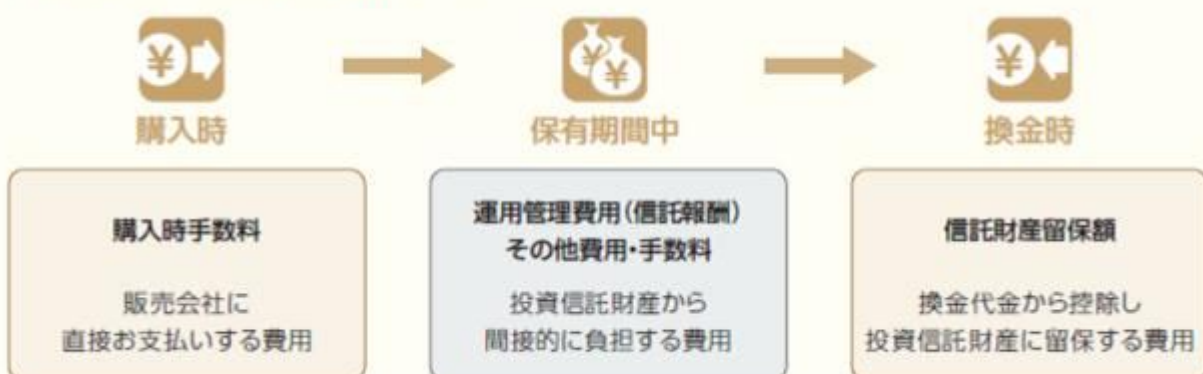 購入時
保有期間中
換金時
購入時手数料
販売会社に
直接お支払いする費用
運用管理費用(信託報酬)
その他費用・手数料
投資信託財産から
間接的に負担する費用
信託財産留保額
換金代金から控除し
投資信託財産に留保する費用